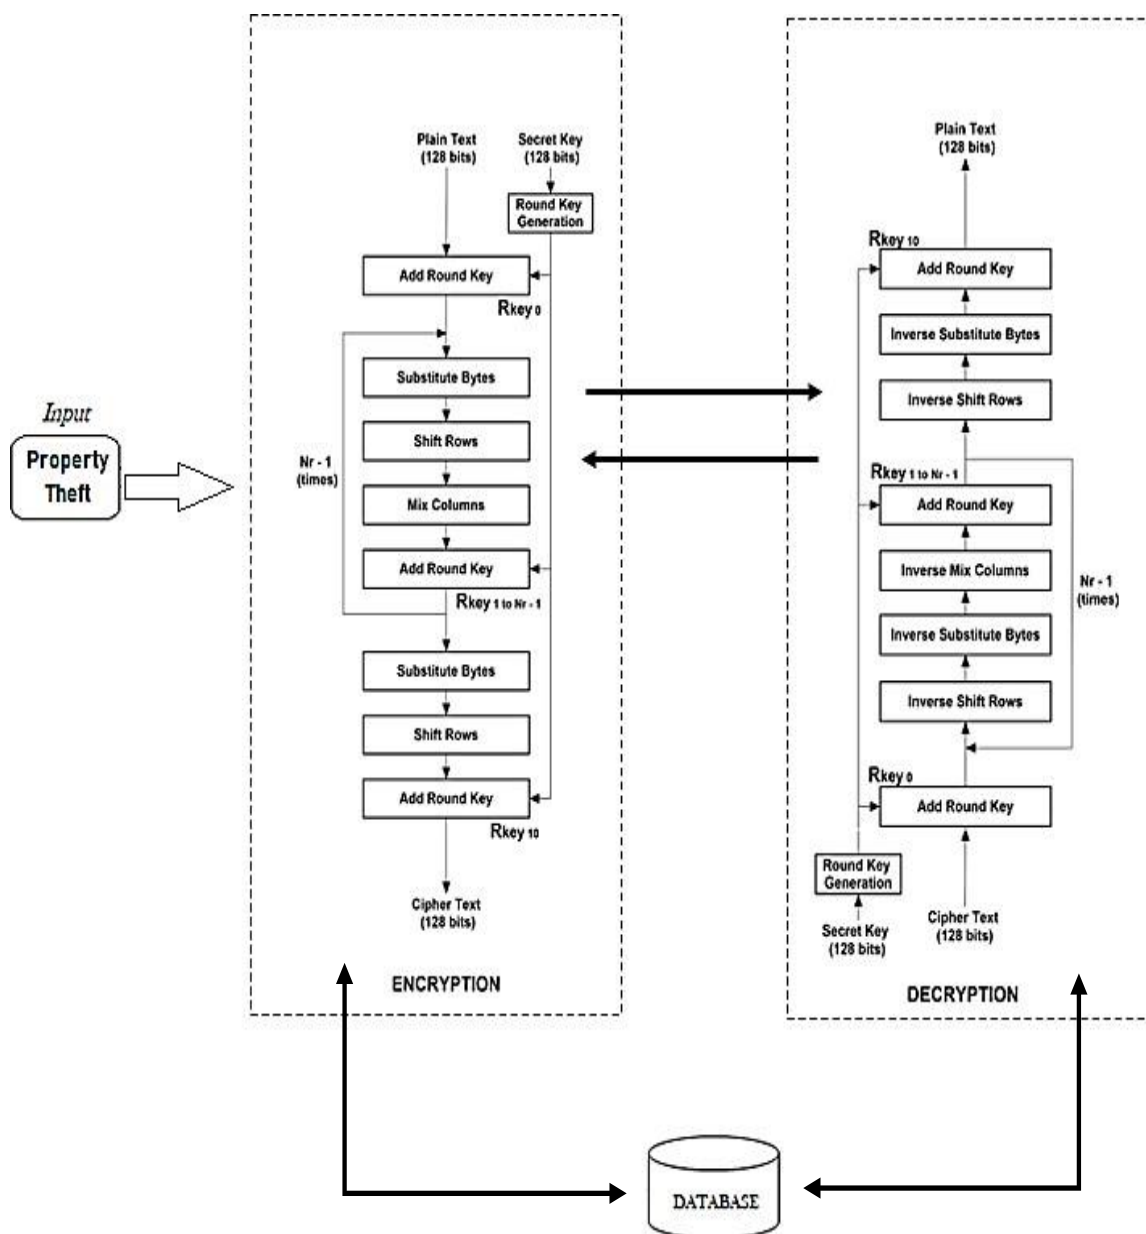 Input
Property
Theft
Plain Text
(128 bits)
Secret Key
(128 bits)
Round Key
Generation
Add Round Key
Rkey 0
Substitute Bytes
Shift Rows
Nr - 1
(times)
Mix Columns
Add Round Key
Rkey 1 to Nr - 1
Substitute Bytes
Shift Rows
Add Round Key
Rkey 10
Cipher Text
(128 bits)
ENCRYPTION
Plain Text
(128 bits)
Rkey 10
Add Round Key
Inverse Substitute Bytes
Inverse Shift Rows
Rkey 1 to Nr - 1
Add Round Key
Inverse Mix Columns
Nr - 1
(times)
Inverse Substitute Bytes
Inverse Shift Rows
Rkey 0
Add Round Key
Round Key
Generation
Secret Key
(128 bits)
Cipher Text
(128 bits)
DECRYPTION
DATABASE